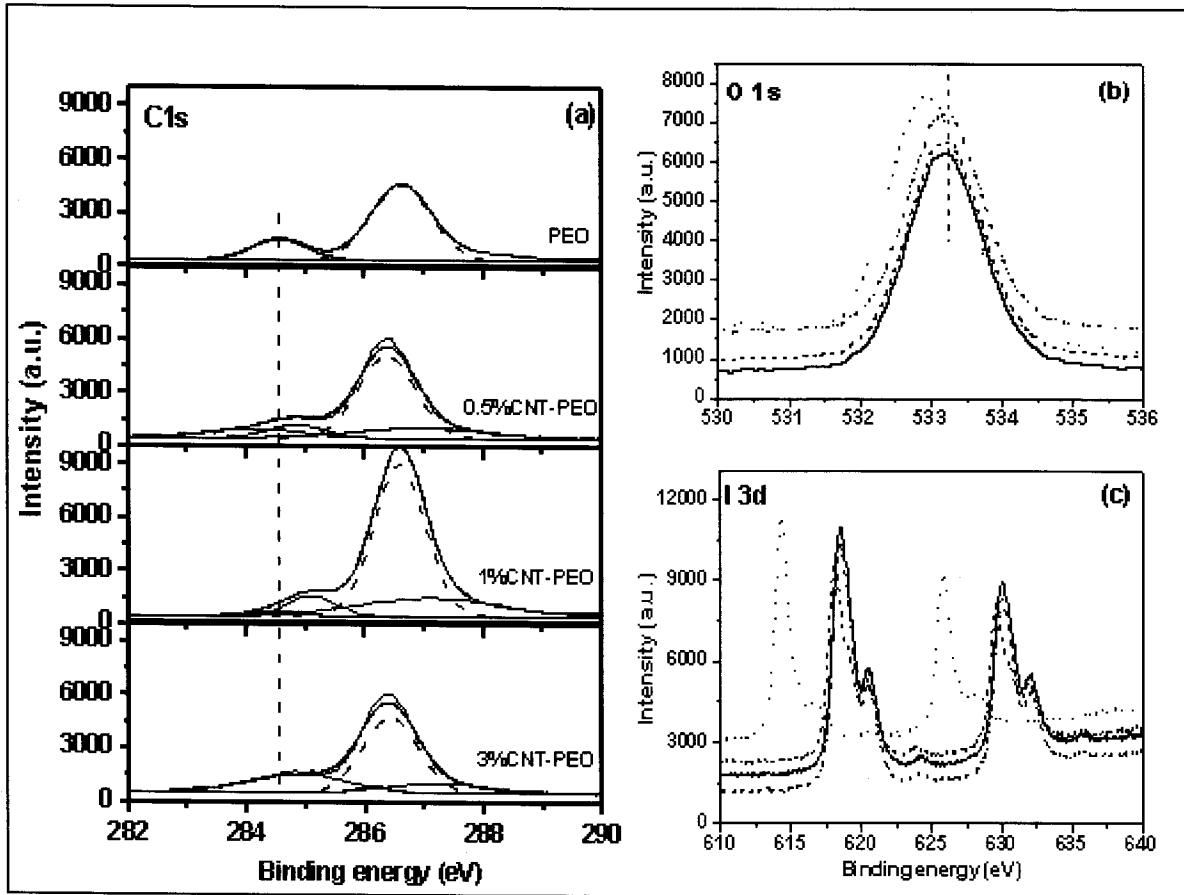 C1s
(a)
9000
6000
3000
0
PEO
9000
6000
3000
0
0.5%CNT-PEO
9000
6000
3000
0
1%CNT-PEO
9000
6000
3000
0
3%CNT-PEO
282 284 286 288 290
Binding energy (eV)
Intensity (a.u.)
O 1s
(b)
8000
7000
6000
5000
4000
3000
2000
1000
0
530 531 532 533 534 535 536
Binding energy (eV)
Intensity (a.u.)
I 3d
(c)
12000
9000
6000
3000
0
610 615 620 625 630 635 640
Binding energy (eV)
Intensity (a.u.)